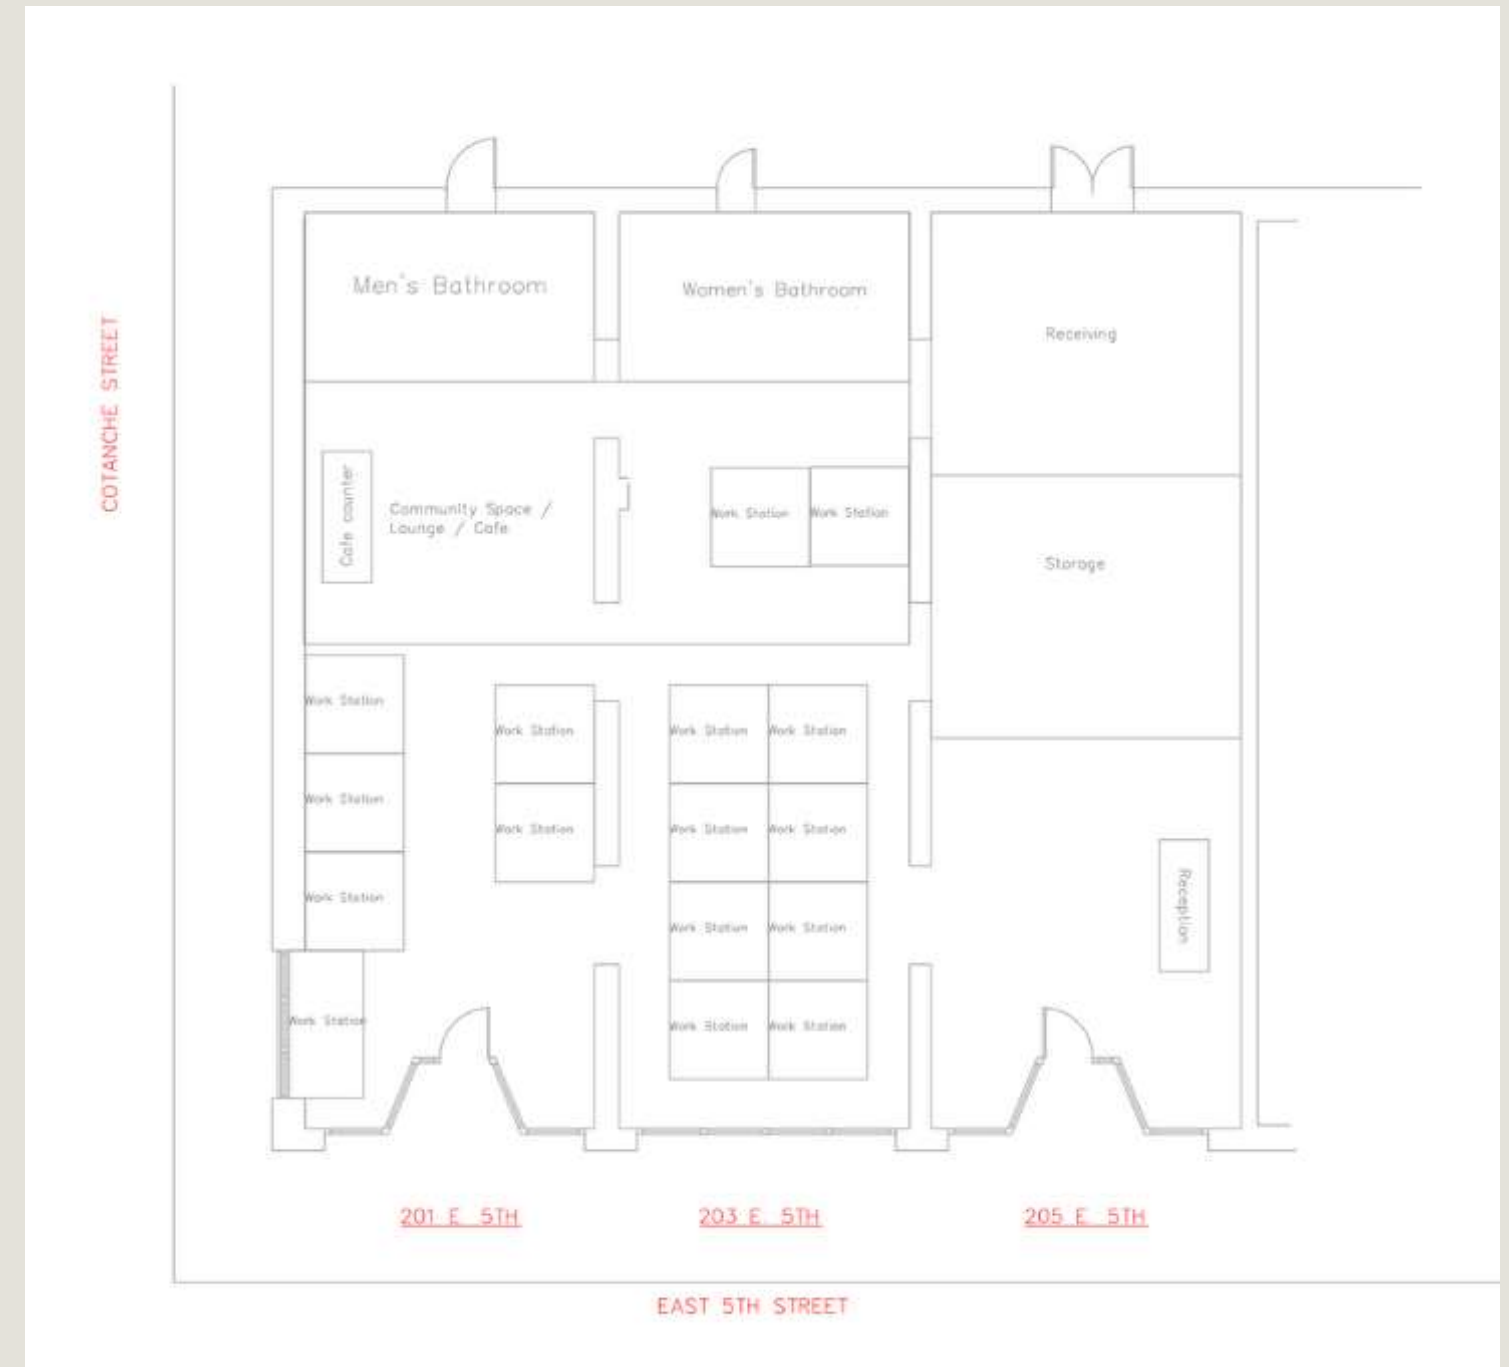 Men's Bathroom
Women's Bathroom
Receiving
COTANCHE STREET
Cafe counter
Community Space /
Lounge / Cafe
Work Station
Work Station
Storage
Work Station
Work Station
Work Station
Work Station
Work Station
Work Station
Work Station
Work Station
Work Station
Work Station
Work Station
Work Station
Work Station
Work Station
Reception
201 E. 5TH
203 E. 5TH
205 E. 5TH
EAST 5TH STREET